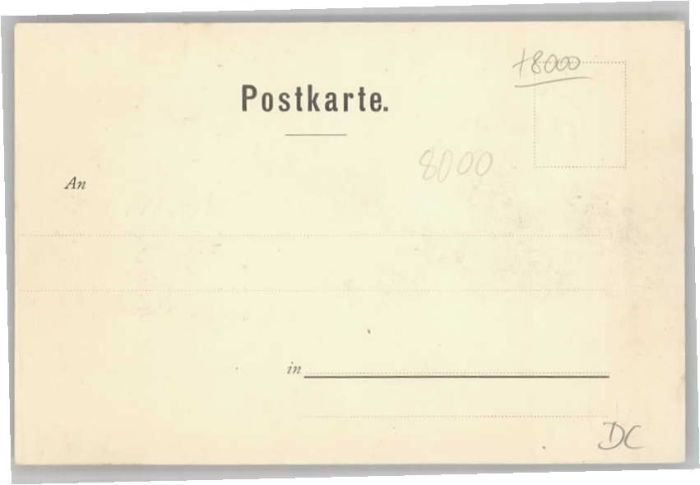 +8000
Postkarte.
8000
An
in
DC